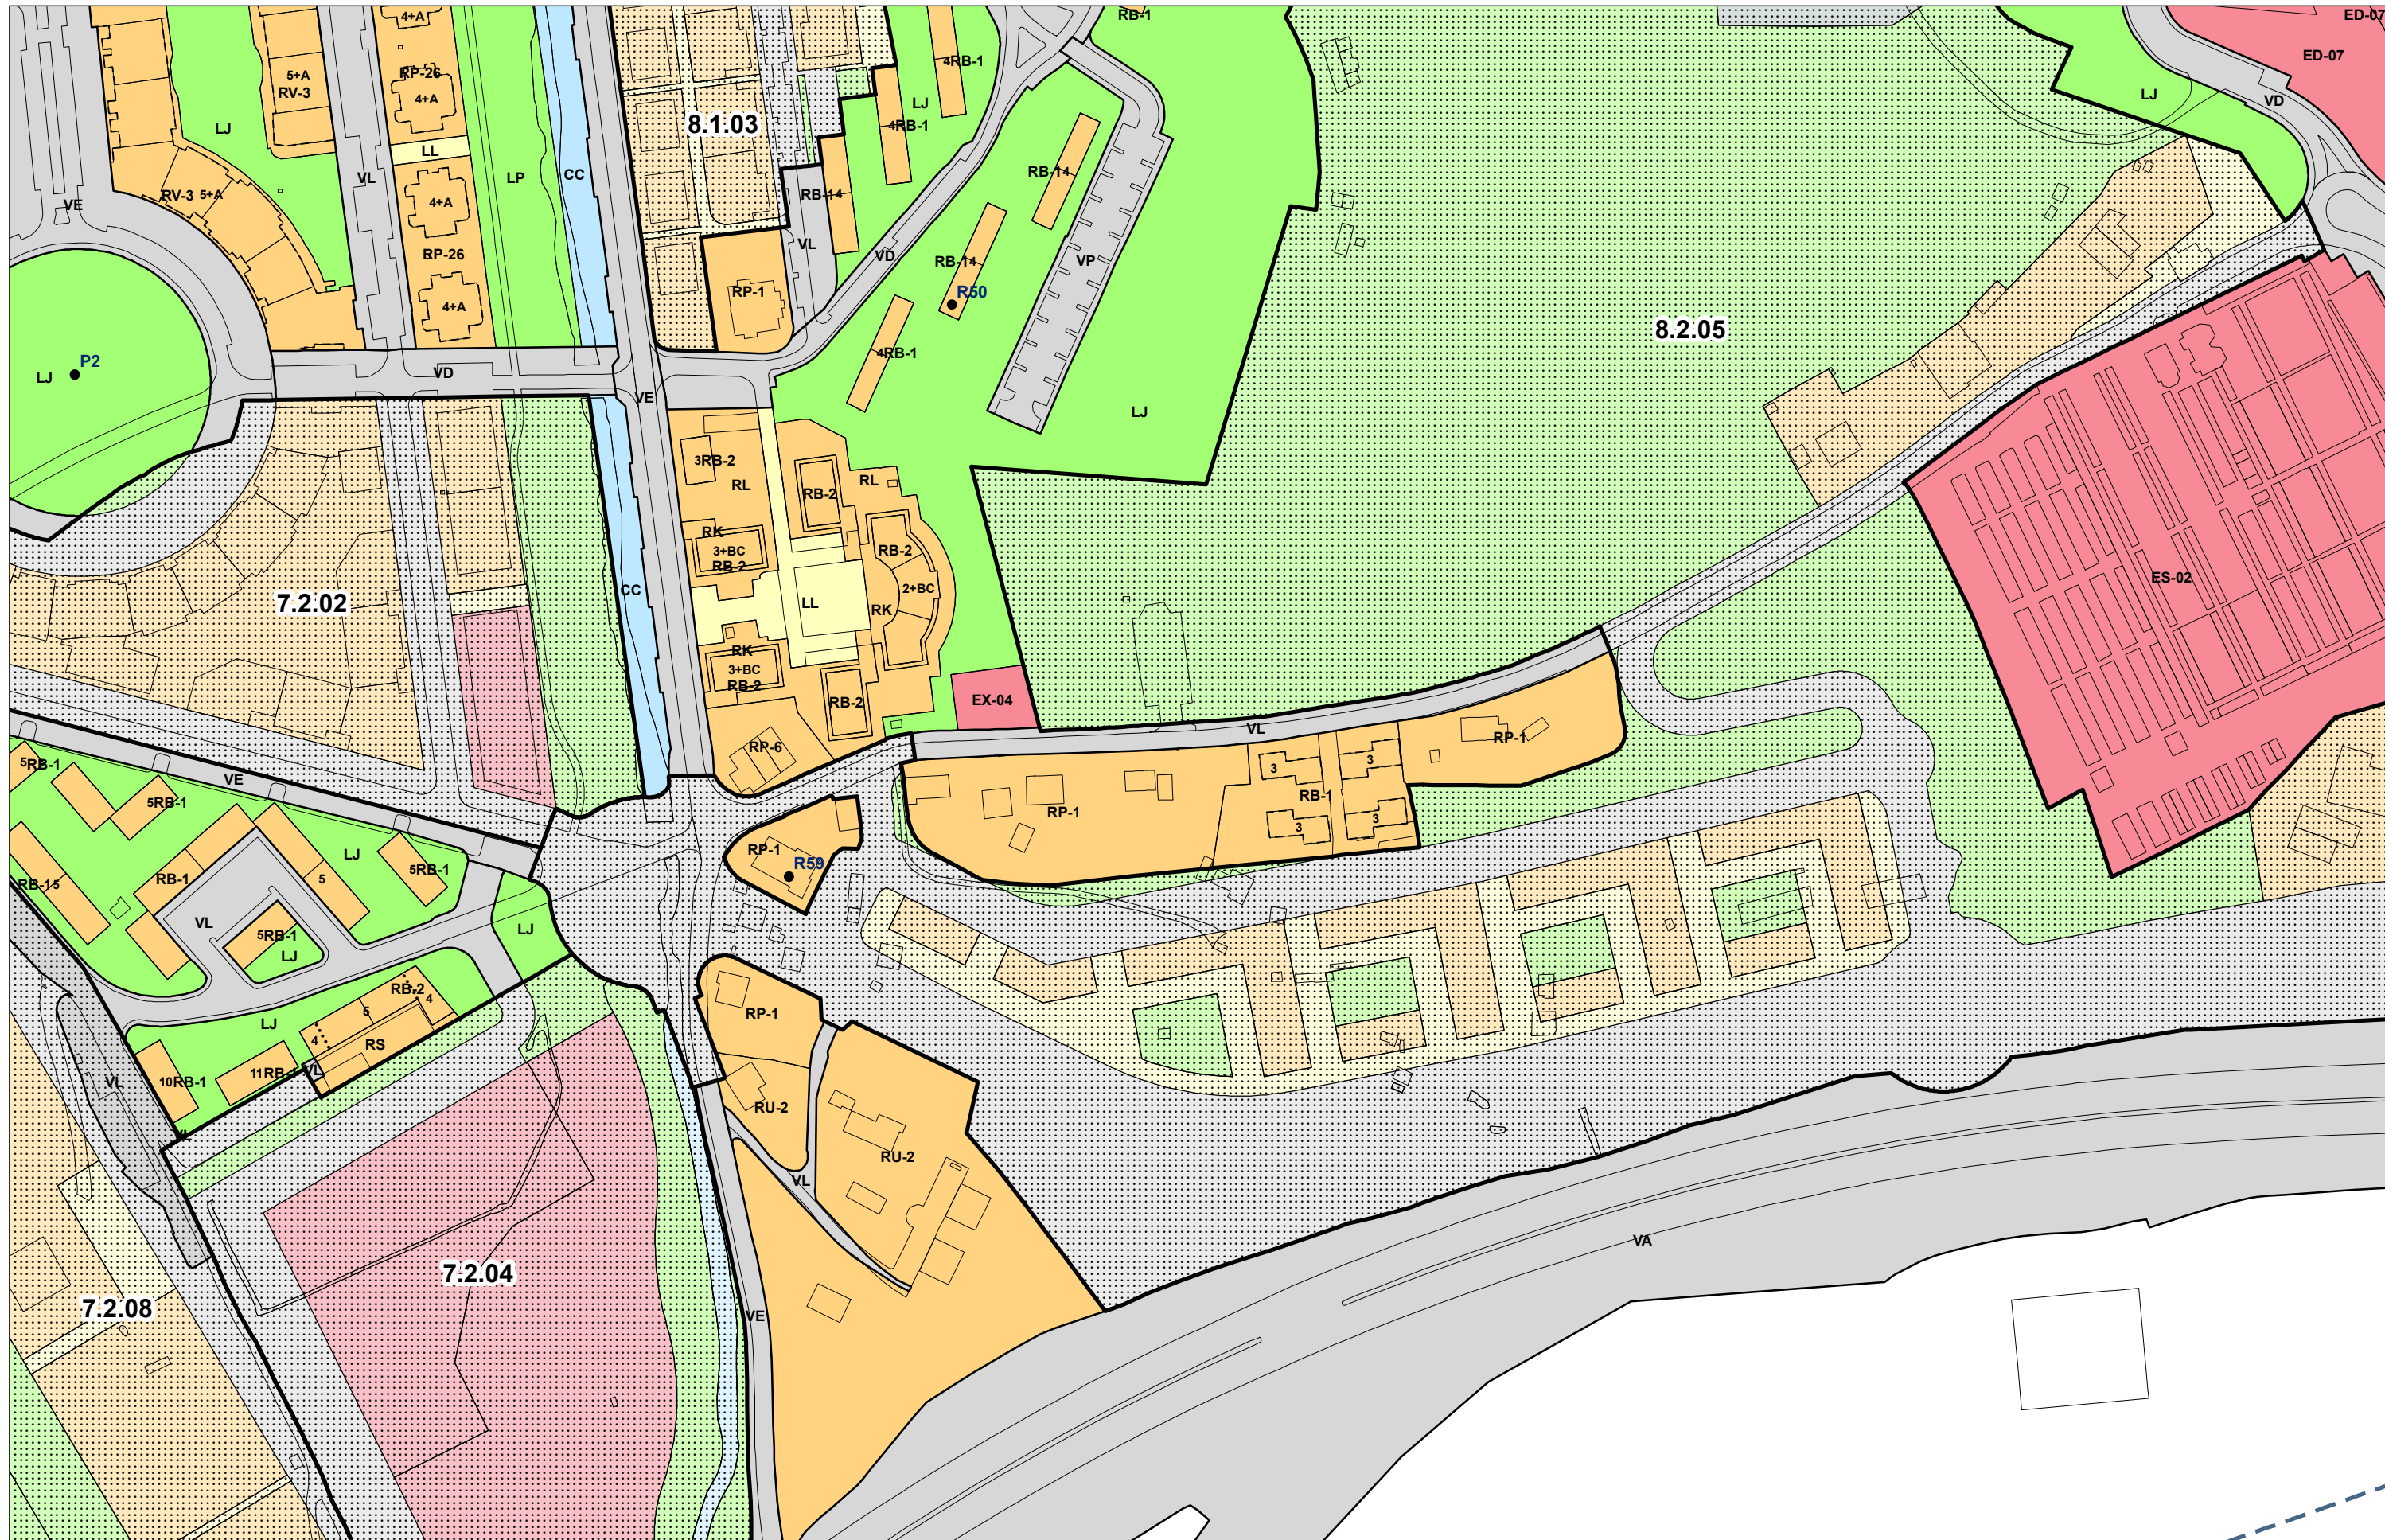 4+A
RB-1
ED-07
ED-07
5+A
RV-3
RP-26
4+A
4RB-1
LJ
VD
8.1.03
LJ
LJ
4RB-1
LL
VL
LP
CC
RB-14
RV-3 5+A
4+A
RB-14
VE
VL
RP-26
VD
RB-14
VP
RP-1
R50
4+A
8.2.05
4RB-1
P2
LJ
VD
VE
LJ
3RB-2
RL
RB-2
RL
RK
3+BC
RB-2
RB-2
ES-02
CC
2+BC
7.2.02
LL
RK
RK
3+BC
RB-2
RB-2
EX-04
VL
RP-6
RP-1
5RB-1
VE
3
3
5RB-1
RB-1
RP-1
3
3
RP-1
R59
LJ
5RB-1
RB-1
5
RB-15
VL
5RB-1
LJ
LJ
RB-2
4
5
RP-1
LJ
4
RS
10RB-1
11RB-1
VL
VL
RU-2
VL
RU-2
VL
VA
7.2.04
7.2.08
VE